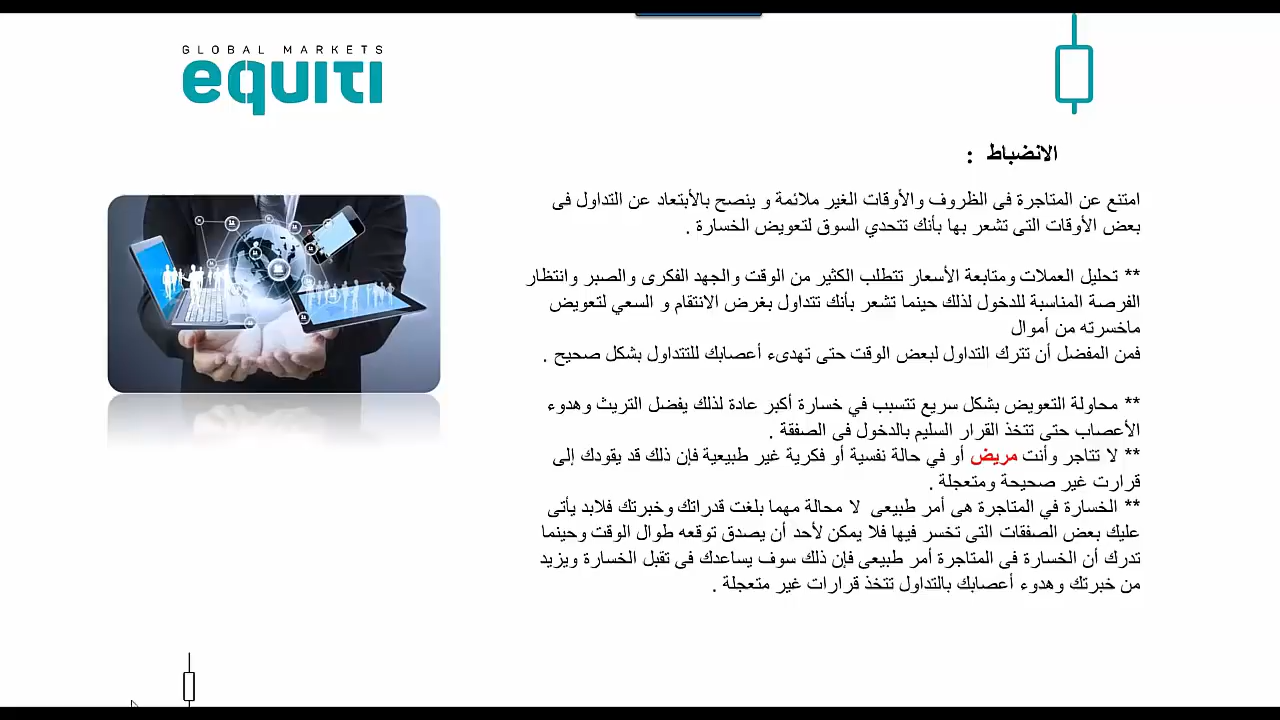 GLOBAL MARKETS
equiti
الانضباط :
امتنع عن المتاجرة فى الظروف والأوقات الغير ملائمة و ينصح بالأبتعاد عن التداول فى
بعض الأوقات التى تشعر بها بأنك تتحدي السوق لتعويض الخسارة .
** تحليل العملات ومتابعة الأسعار تتطلب الكثير من الوقت والجهد الفكرى والصبر وانتظار
الفرصة المناسبة للدخول لذلك حينما تشعر بأنك تتداول بغرض الانتقام و السعي لتعويض
ماخسرته من أموال
فمن المفضل أن تترك التداول لبعض الوقت حتى تهدىء أعصابك للتتداول بشكل صحيح .
** محاولة التعويض بشكل سريع تتسبب في خسارة أكبر عادة لذلك يفضل التريث وهدوء
الأعصاب حتى تتخذ القرار السليم بالدخول فى الصفقة .
** لا تتاجر وأنت مريض أو في حالة نفسية أو فكرية غير طبيعية فإن ذلك قد يقودك إلى
قرارت غير صحيحة ومتعجلة .
** الخسارة في المتاجرة هى أمر طبيعى لا محالة مهما بلغت قدراتك وخبرتك فلابد يأتى
عليك بعض الصفقات التى تخسر فيها فلا يمكن لأحد أن يصدق توقعه طوال الوقت وحينما
تدرك أن الخسارة فى المتاجرة أمر طبيعى فإن ذلك سوف يساعدك فى تقبل الخسارة ويزيد
من خبرتك وهدوء أعصابك بالتداول تتخذ قرارات غير متعجلة .